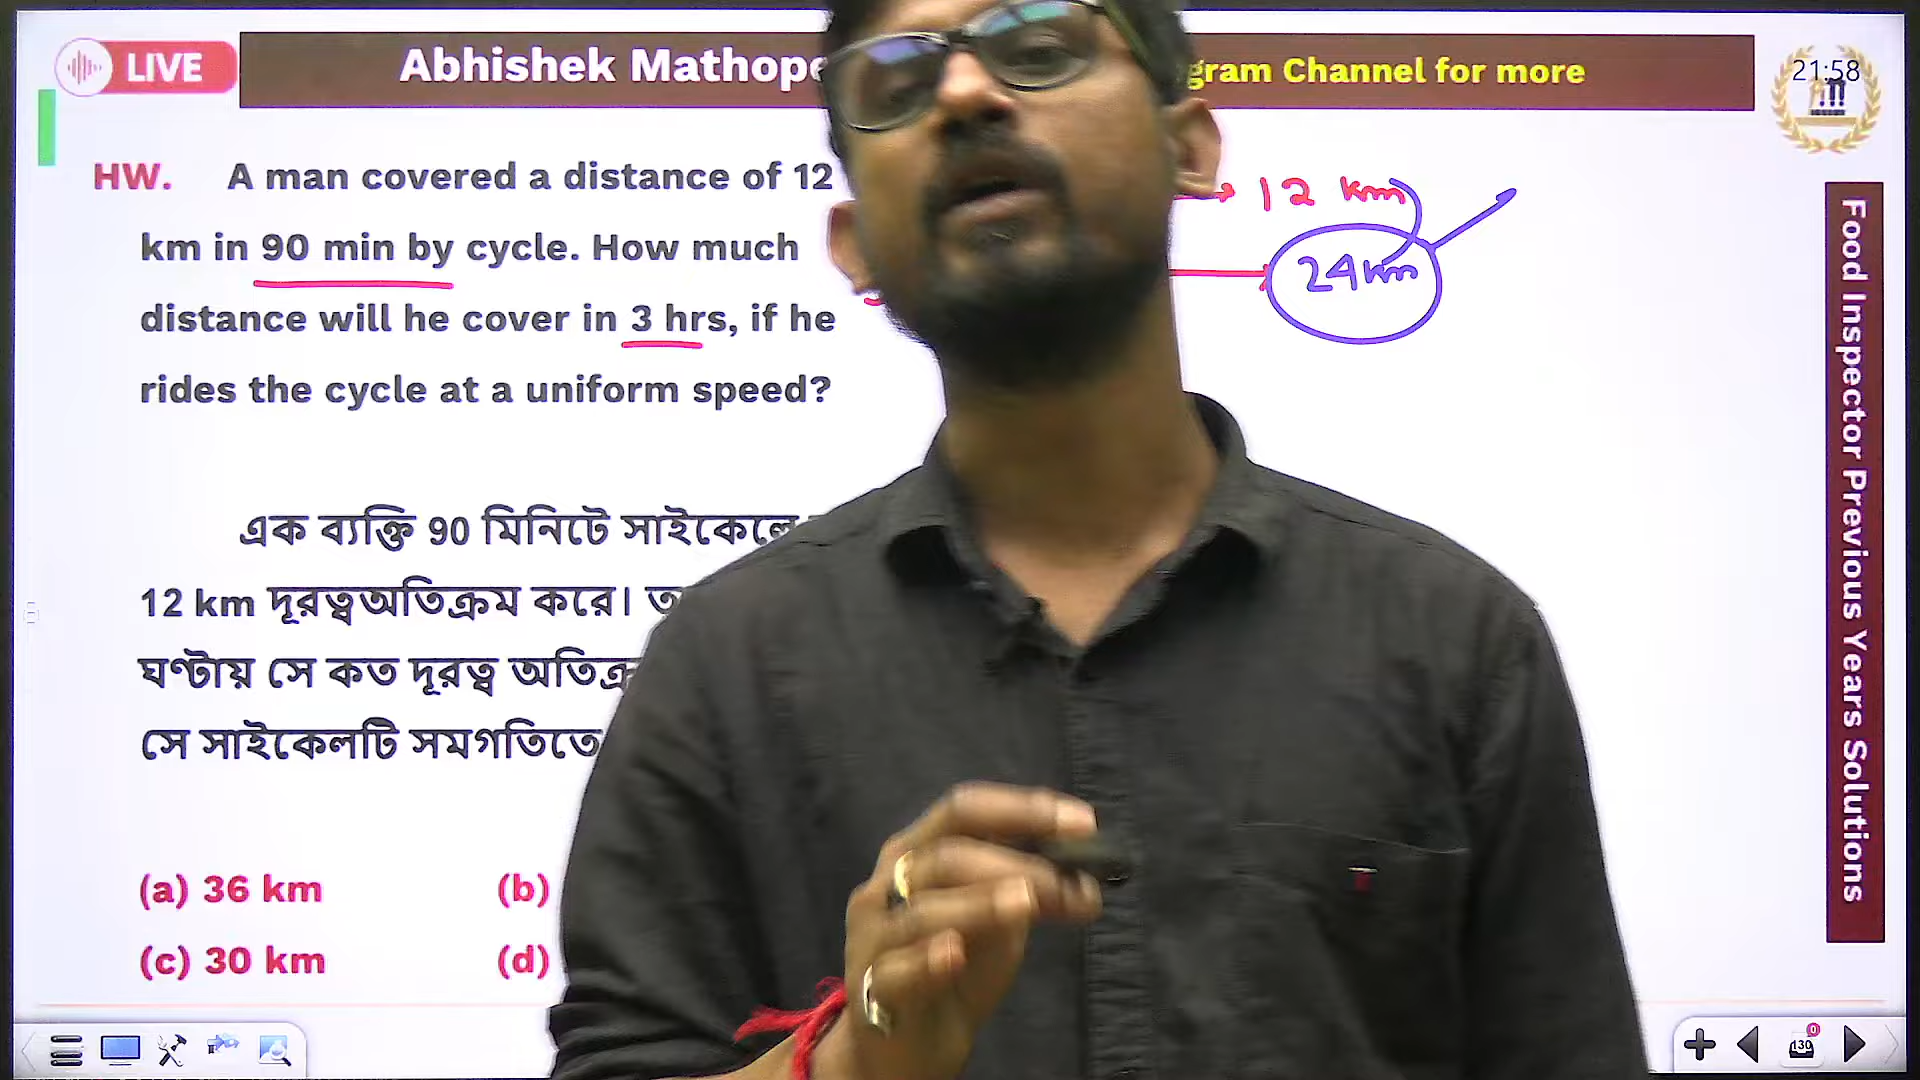 LIVE
Abhishek Mathope
gram Channel for more
21:58
HW. A man covered a distance of 12
km in 90 min by cycle. How much
distance will he cover in 3 hrs, if he
rides the cycle at a uniform speed?
12 km
24 km
এক ব্যক্তি 90 মিনিটে সাইকেলে
12 km দূরত্বঅতিক্রম করে।
ঘণ্টায় সে কত দূরত্ব
সে সাইকেলটি সমগতিতে
(a) 36 km (b)
(c) 30 km (d)
Food Inspector Previous Years Solutions
0
130